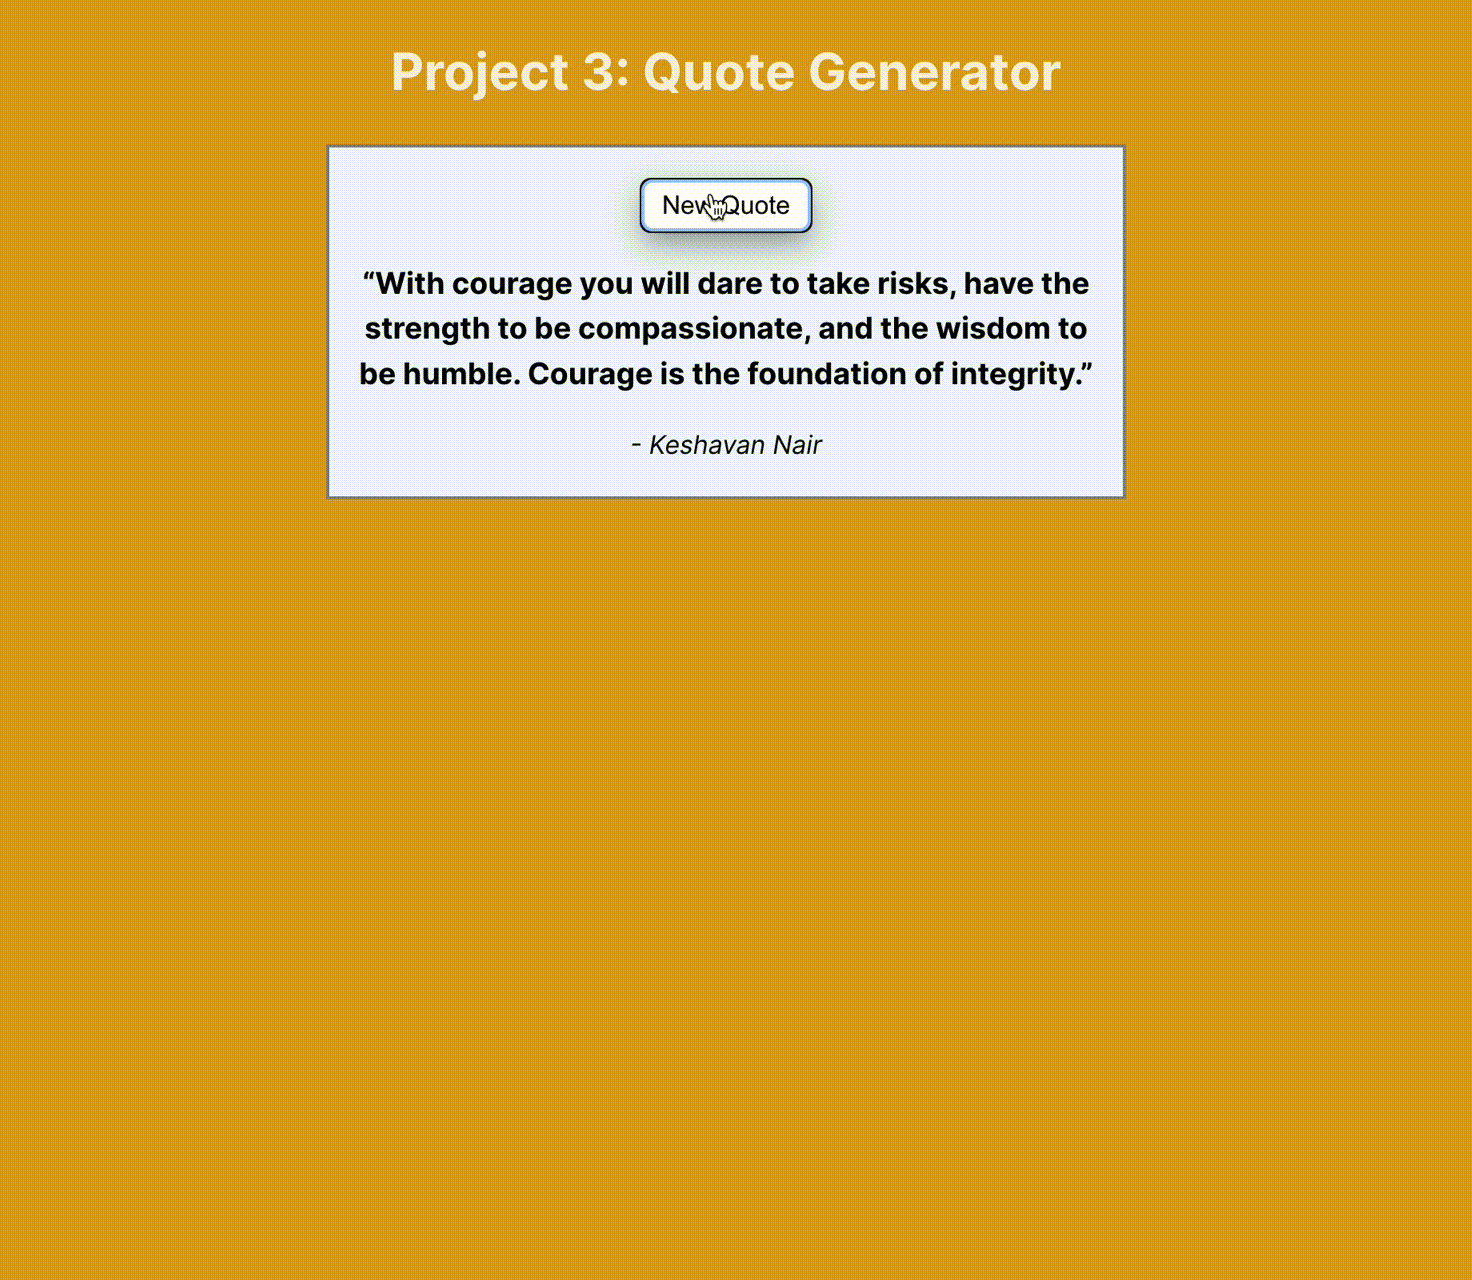 Project 3: Quote Generator
New Quote
“With courage you will dare to take risks, have the
strength to be compassionate, and the wisdom to
be humble. Courage is the foundation of integrity.”
- Keshavan Nair